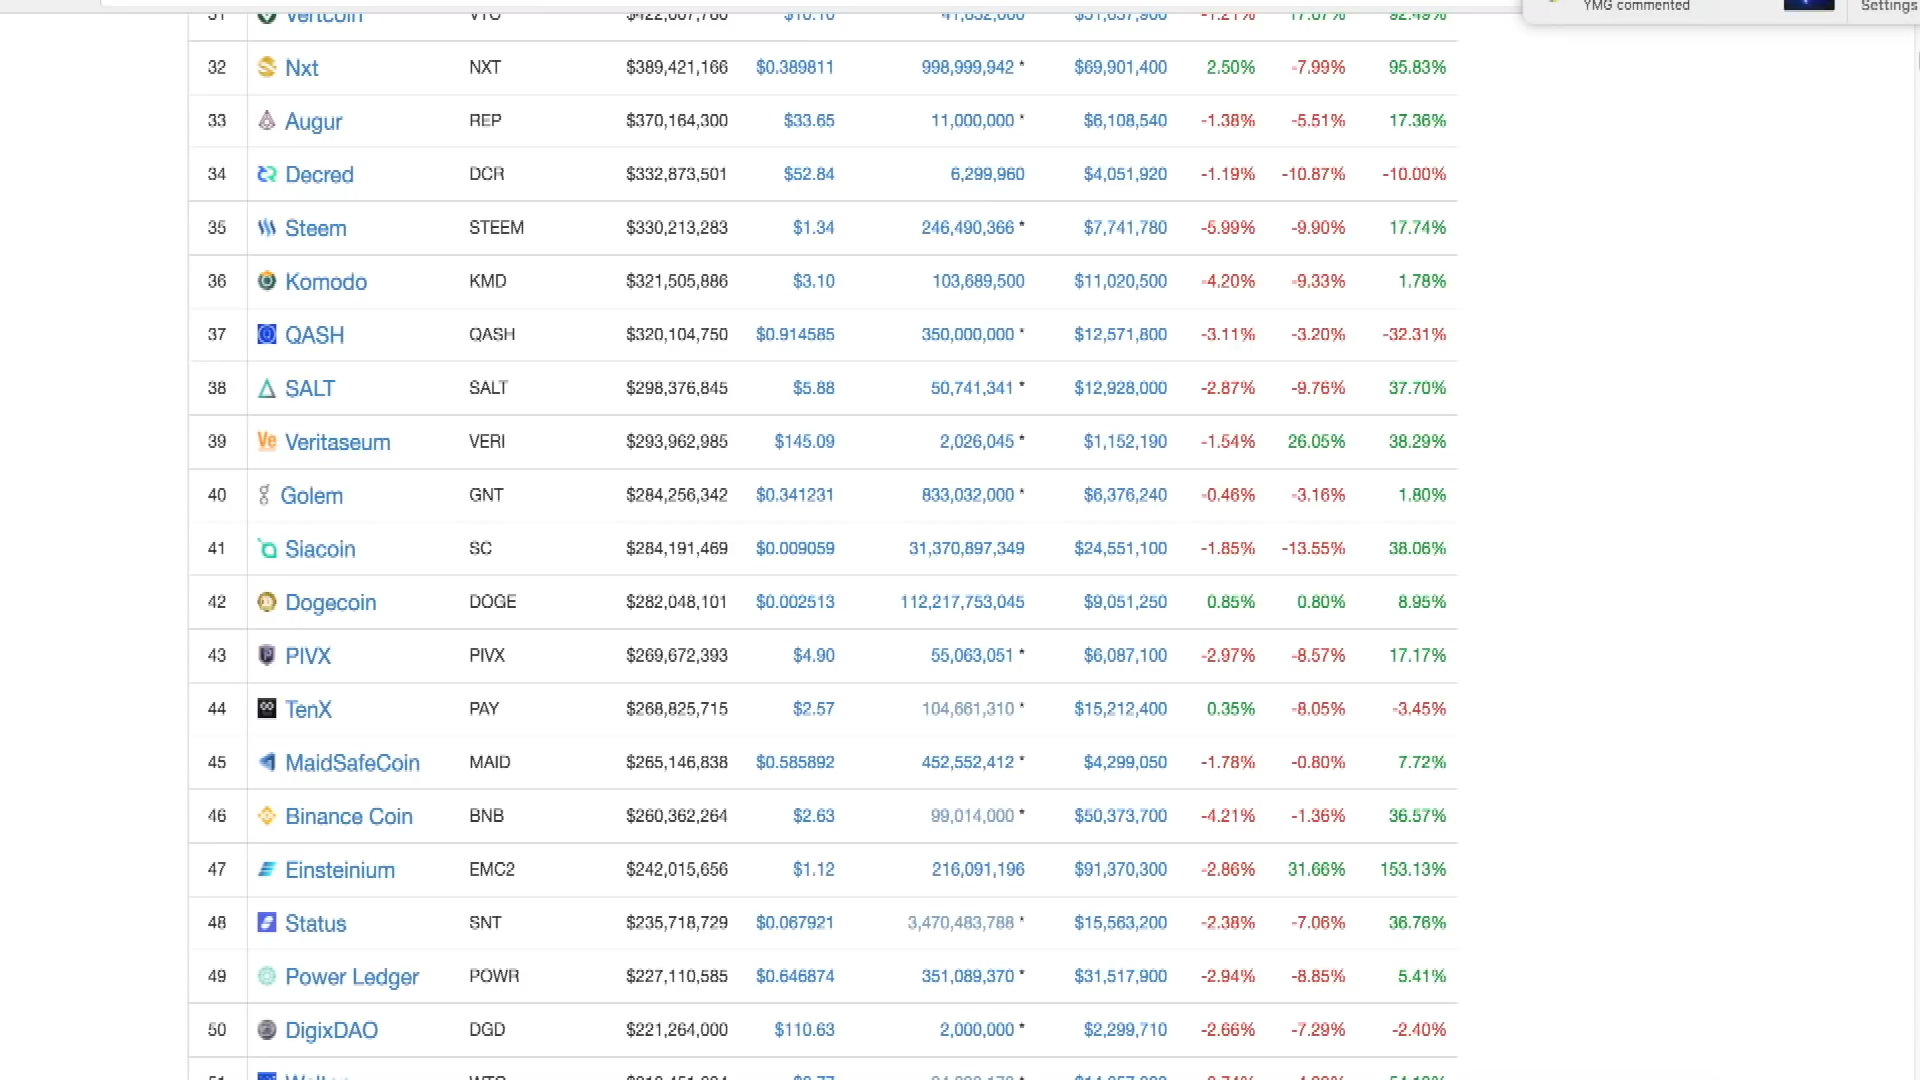 YMG commented
Settings
31 Vertcoin VTC
32 Nxt NXT $389,421,166 $0.389811 998,999,942 * $69,901,400 2.50% -7.99% 95.83%
33 Augur REP $370,164,300 $33.65 11,000,000 * $6,108,540 -1.38% -5.51% 17.36%
34 Decred DCR $332,873,501 $52.84 6,299,960 $4,051,920 -1.19% -10.87% -10.00%
35 Steem STEEM $330,213,283 $1.34 246,490,366 * $7,741,780 -5.99% -9.90% 17.74%
36 Komodo KMD $321,505,886 $3.10 103,689,500 $11,020,500 -4.20% -9.33% 1.78%
37 QASH QASH $320,104,750 $0.914585 350,000,000 * $12,571,800 -3.11% -3.20% -32.31%
38 SALT SALT $298,376,845 $5.88 50,741,341 * $12,928,000 -2.87% -9.76% 37.70%
39 Veritaseum VERI $293,962,985 $145.09 2,026,045 * $1,152,190 -1.54% 26.05% 38.29%
40 Golem GNT $284,256,342 $0.341231 833,032,000 * $6,376,240 -0.46% -3.16% 1.80%
41 Siacoin SC $284,191,469 $0.009059 31,370,897,349 $24,551,100 -1.85% -13.55% 38.06%
42 Dogecoin DOGE $282,048,101 $0.002513 112,217,753,045 $9,051,250 0.85% 0.80% 8.95%
43 PIVX PIVX $269,672,393 $4.90 55,063,051 * $6,087,100 -2.97% -8.57% 17.17%
44 TenX PAY $268,825,715 $2.57 104,661,310 * $15,212,400 0.35% -8.05% -3.45%
45 MaidSafeCoin MAID $265,146,838 $0.585892 452,552,412 * $4,299,050 -1.78% -0.80% 7.72%
46 Binance Coin BNB $260,362,264 $2.63 99,014,000 * $50,373,700 -4.21% -1.36% 36.57%
47 Einsteinium EMC2 $242,015,656 $1.12 216,091,196 $91,370,300 -2.86% 31.66% 153.13%
48 Status SNT $235,718,729 $0.067921 3,470,483,788 * $15,563,200 -2.38% -7.06% 36.76%
49 Power Ledger POWR $227,110,585 $0.646874 351,089,370 * $31,517,900 -2.94% -8.85% 5.41%
50 DigixDAO DGD $221,264,000 $110.63 2,000,000 * $2,299,710 -2.66% -7.29% -2.40%